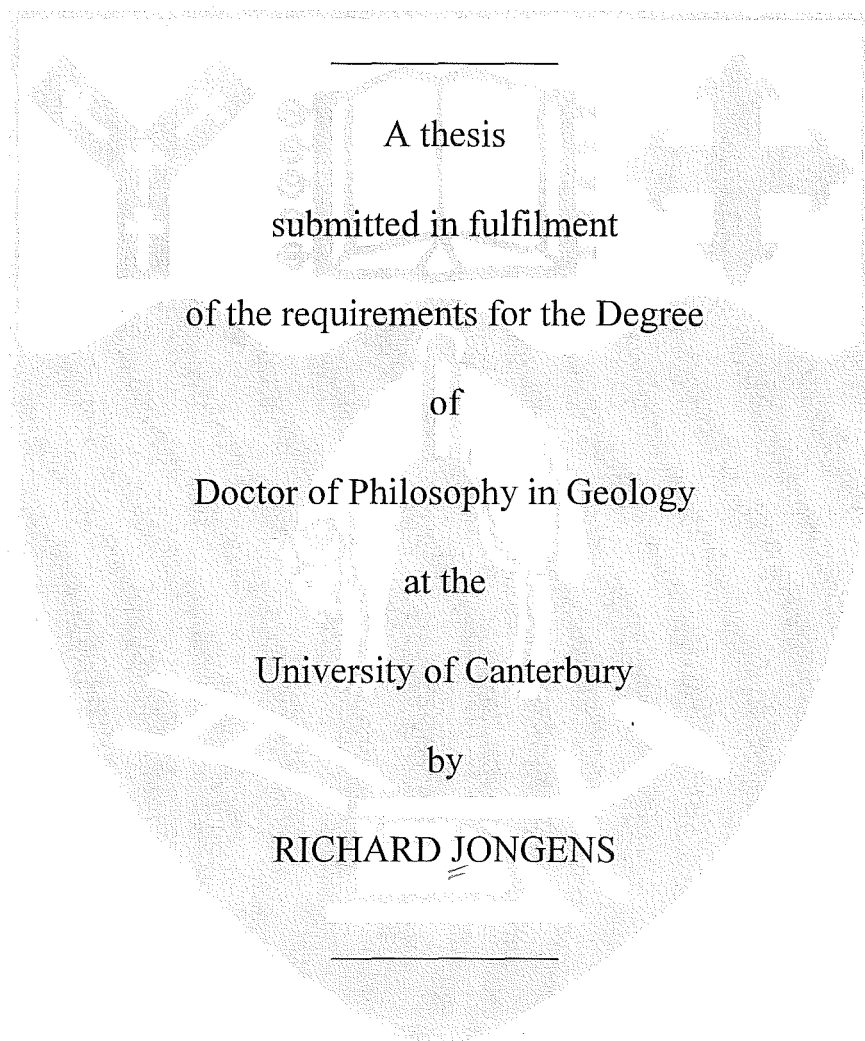 A thesis
submitted in fulfilment
of the requirements for the Degree
of
Doctor of Philosophy in Geology
at the
University of Canterbury
by
RICHARD JONGENS